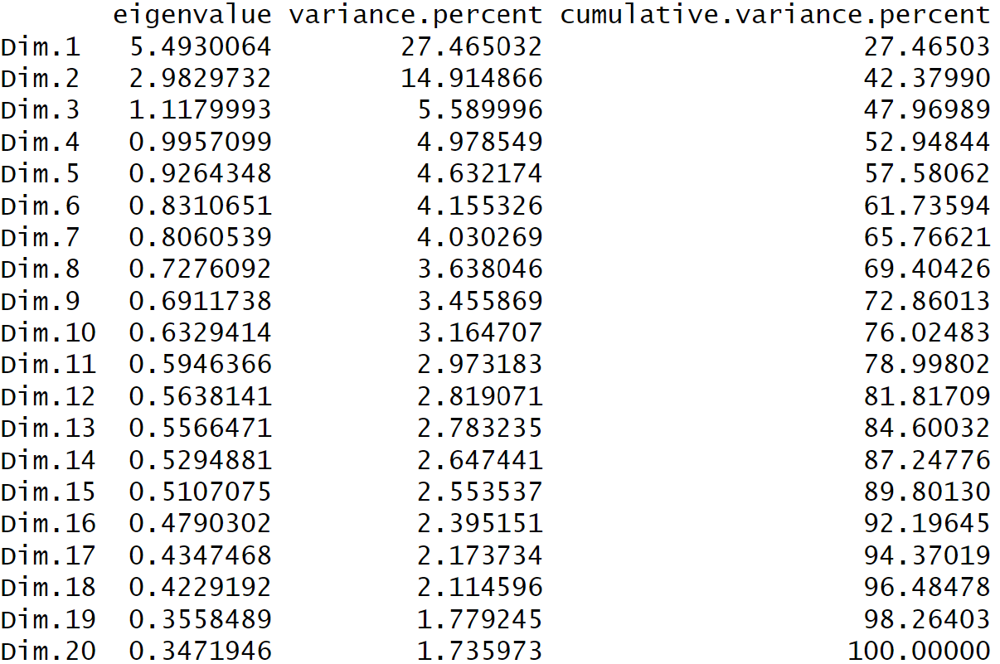 eigenvalue variance.percent cumulative.variance.percent
Dim.1 5.4930064 27.465032 27.46503
Dim.2 2.9829732 14.914866 42.37990
Dim.3 1.1179993 5.589996 47.96989
Dim.4 0.9957099 4.978549 52.94844
Dim.5 0.9264348 4.632174 57.58062
Dim.6 0.8310651 4.155326 61.73594
Dim.7 0.8060539 4.030269 65.76621
Dim.8 0.7276092 3.638046 69.40426
Dim.9 0.6911738 3.455869 72.86013
Dim.10 0.6329414 3.164707 76.02483
Dim.11 0.5946366 2.973183 78.99802
Dim.12 0.5638141 2.819071 81.81709
Dim.13 0.5566471 2.783235 84.60032
Dim.14 0.5294881 2.647441 87.24776
Dim.15 0.5107075 2.553537 89.80130
Dim.16 0.4790302 2.395151 92.19645
Dim.17 0.4347468 2.173734 94.37019
Dim.18 0.4229192 2.114596 96.48478
Dim.19 0.3558489 1.779245 98.26403
Dim.20 0.3471946 1.735973 100.00000